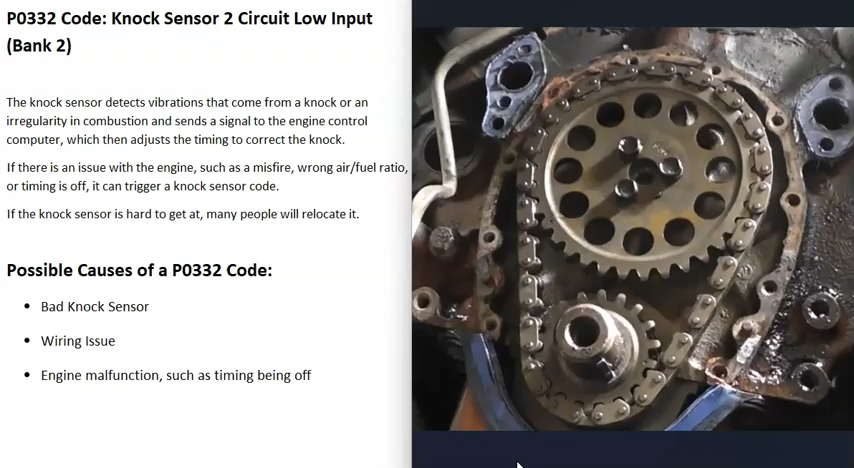 P0332 Code: Knock Sensor 2 Circuit Low Input
(Bank 2)
The knock sensor detects vibrations that come from a knock or an
irregularity in combustion and sends a signal to the engine control
computer, which then adjusts the timing to correct the knock.
If there is an issue with the engine, such as a misfire, wrong air/fuel ratio,
or timing is off, it can trigger a knock sensor code.
If the knock sensor is hard to get at, many people will relocate it.
Possible Causes of a P0332 Code:
• Bad Knock Sensor
• Wiring Issue
• Engine malfunction, such as timing being off